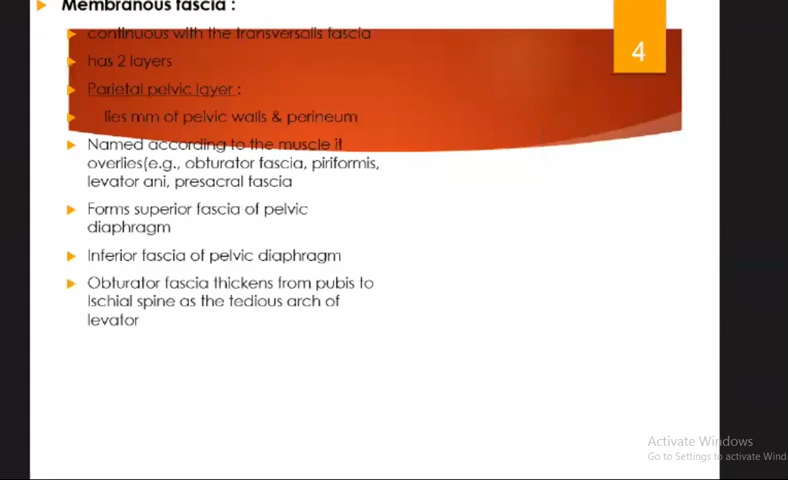 Membranous fascia :
continuous with the transversalis fascia
4
has 2 layers
Parietal pelvic layer :
lies mm of pelvic walls & perineum
Named according to the muscle it
overlies(e.g., obturator fascia, piriformis,
levator ani, presacral fascia
Forms superior fascia of pelvic
diaphragm
Inferior fascia of pelvic diaphragm
Obturator fascia thickens from pubis to
Ischial spine as the tedious arch of
levator
Activate Windows
Go to Settings to activate Wind